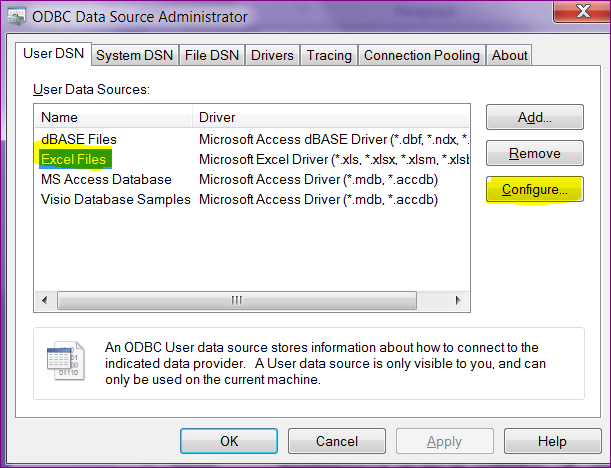 ODBC Data Source Administrator
User DSN System DSN File DSN Drivers Tracing Connection Pooling About
User Data Sources:
Name Driver
dBASE Files Microsoft Access dBASE Driver (*.dbf, *.ndx, *.
Excel Files Microsoft Excel Driver (*.xls, *.xlsx, *.xlsm, *.xlsb
MS Access Database Microsoft Access Driver (*.mdb, *.accdb)
Visio Database Samples Microsoft Access Driver (*.mdb, *.accdb)
Add...
Remove
Configure...
An ODBC User data source stores information about how to connect to the
indicated data provider. A User data source is only visible to you, and can
only be used on the current machine.
OK Cancel Apply Help